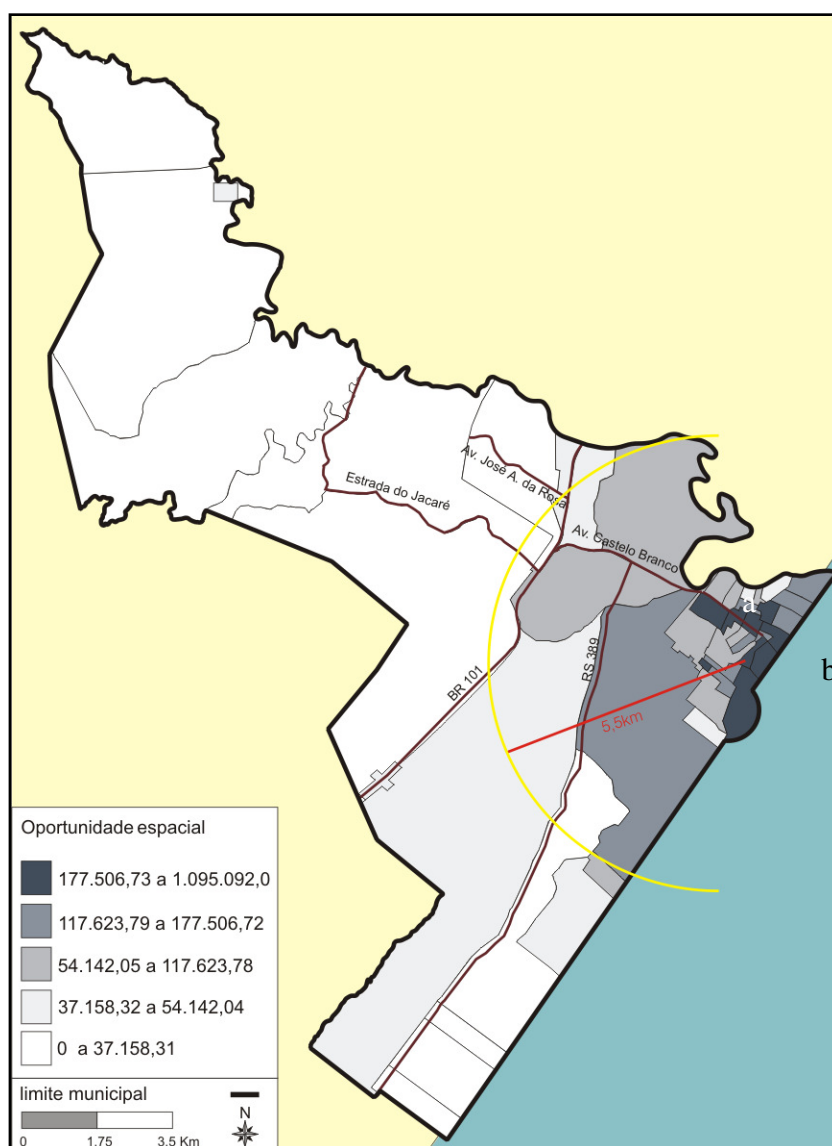 Av. José A. da Rosa
Estrada do Jacaré
Av. Castelo Branco
a
b
RS 389
BR 101
5,5km
Oportunidade espacial
177.506,73 a 1.095.092,0
117.623,79 a 177.506,72
54.142,05 a 117.623,78
37.158,32 a 54.142,04
0 a 37.158,31
limite municipal
N
0 1.75 3.5 Km